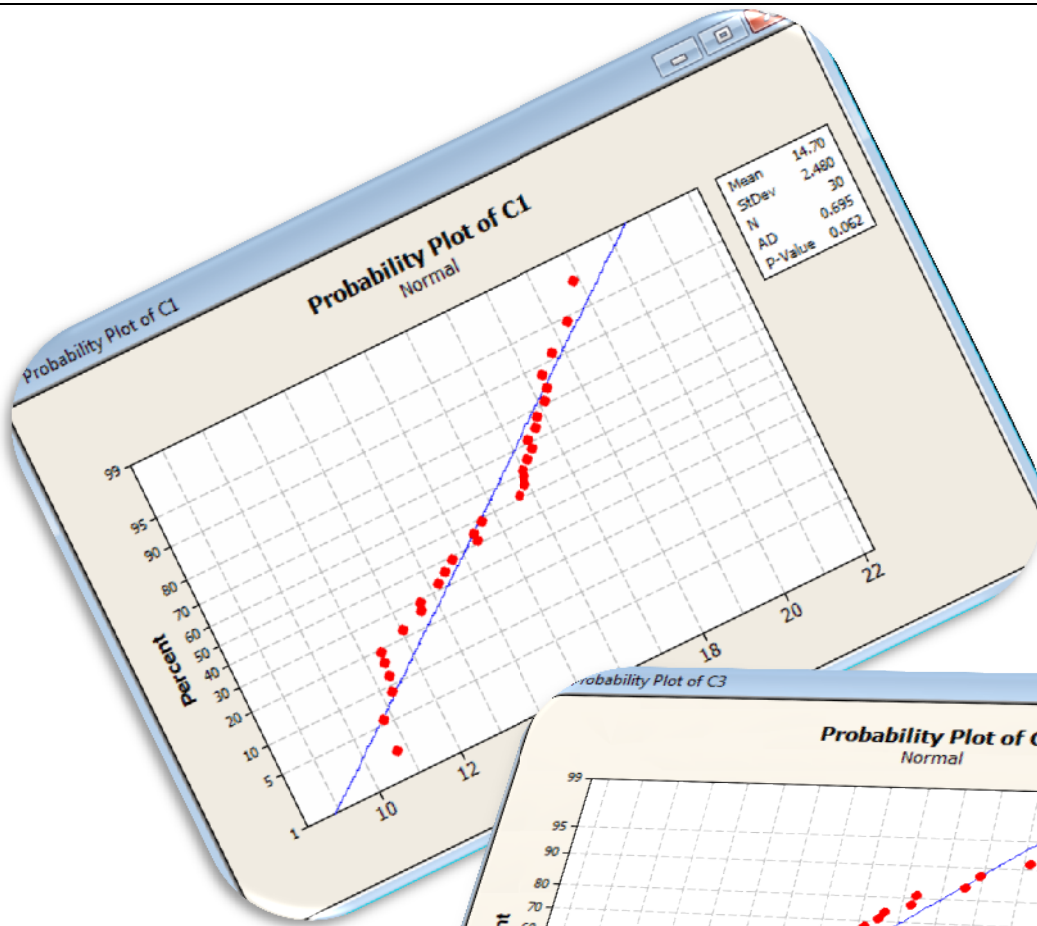 Probability Plot of C1
Probability Plot of C1
Normal
Mean 14.70
StDev 2.480
N 30
AD 0.695
P-Value 0.062
Percent
99
95
90
80
70
60
50
40
30
20
10
5
1
10
12
18
20
22
Probability Plot of C3
Probability Plot of
Normal
99
95
90
80
70